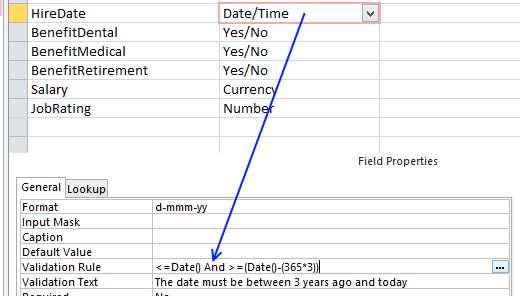 HireDate Date/Time
BenefitDental Yes/No
BenefitMedical Yes/No
BenefitRetirement Yes/No
Salary Currency
JobRating Number
Field Properties
General Lookup
Format d-mmm-yy
Input Mask
Caption
Default Value
Validation Rule <=Date() And >=(Date()-(365*3)) ...
Validation Text The date must be between 3 years ago and today
Required No